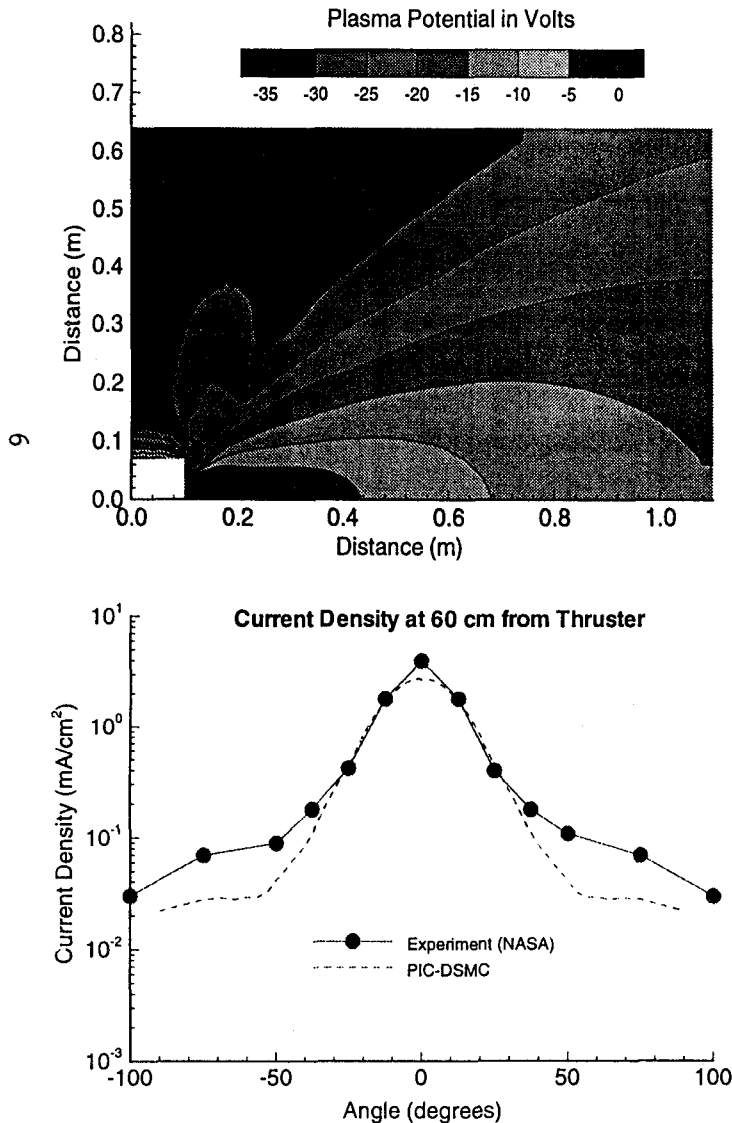 Plasma Potential in Volts
-35 -30 -25 -20 -15 -10 -5 0
0.8
0.7
0.6
0.5
0.4
0.3
0.2
0.1
0.0
Distance (m)
0.0 0.2 0.4 0.6 0.8 1.0
Distance (m)
6
Current Density at 60 cm from Thruster
10¹
10⁰
10⁻¹
10⁻²
10⁻³
Current Density (mA/cm²)
Experiment (NASA)
PIC-DSMC
-100 -50 0 50 100
Angle (degrees)